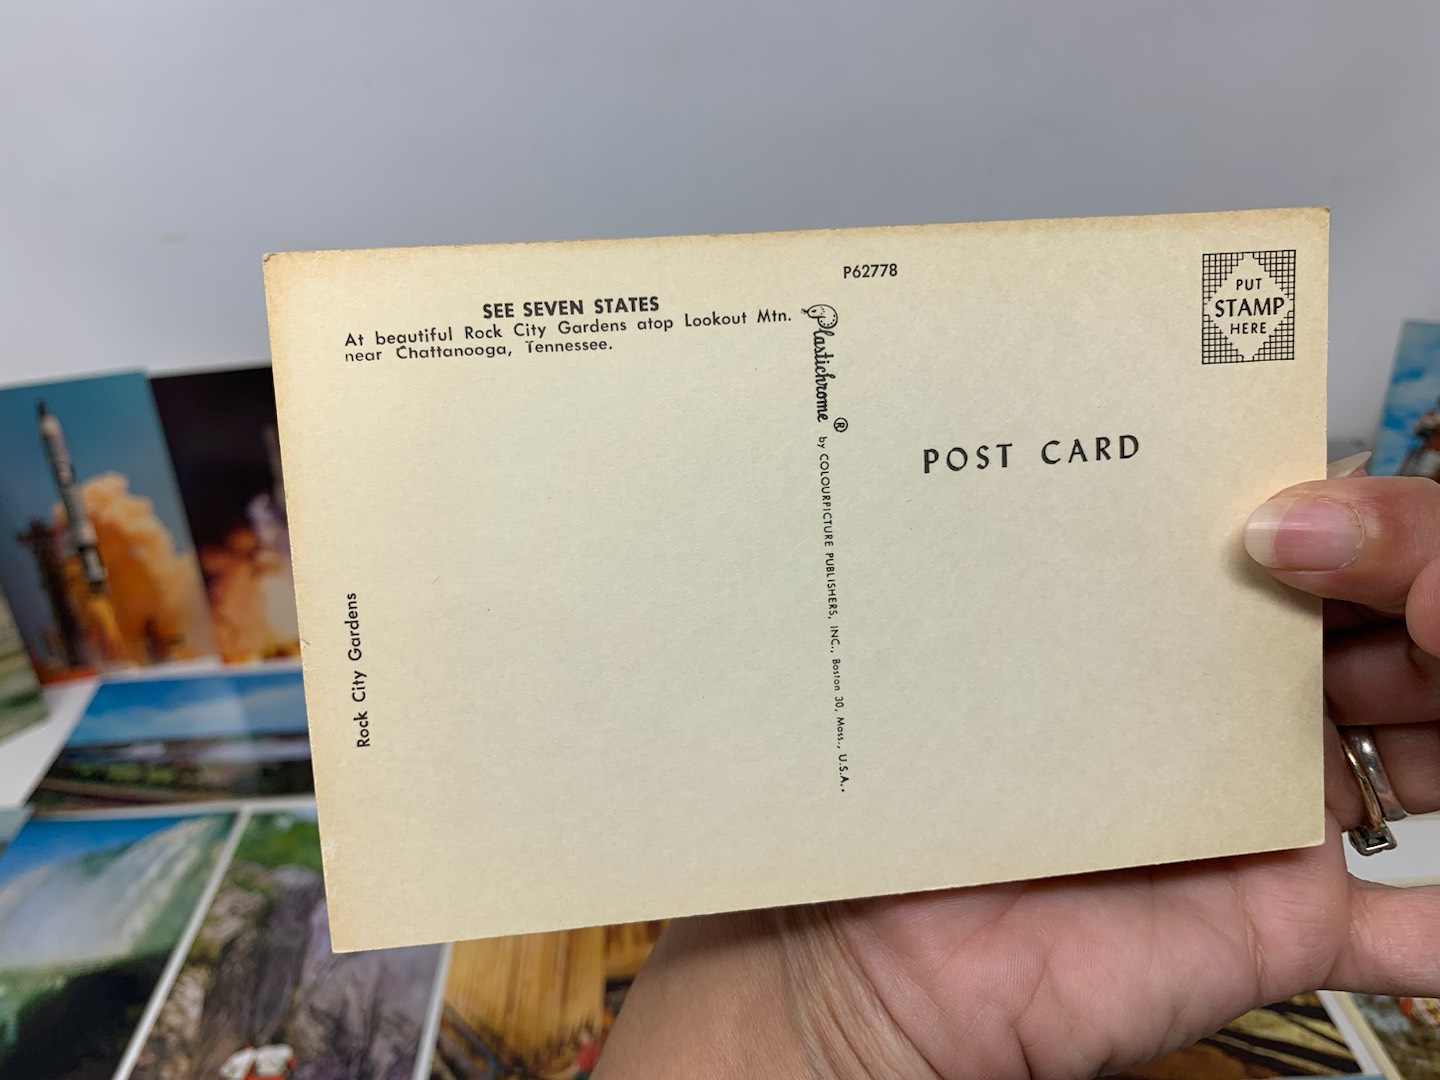 SEE SEVEN STATES
At beautiful Rock City Gardens atop Lookout Mtn.
near Chattanooga, Tennessee.
Rock City Gardens
P62778
Plastichrome ® by COLOURPICTURE PUBLISHERS, INC., Boston 30, Mass., U.S.A.
PUT
STAMP
HERE
POST CARD